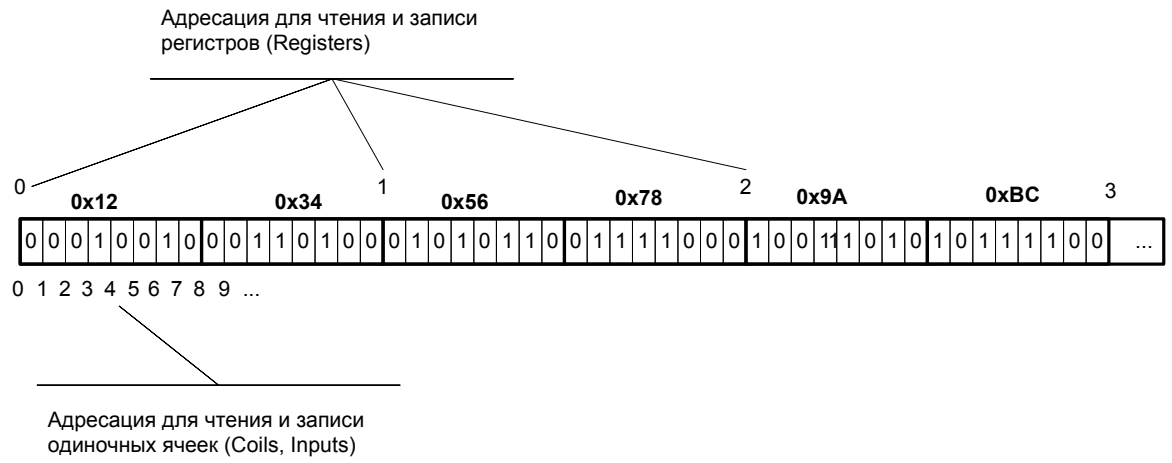 Адресация для чтения и записи
регистров (Registers)
0 1 2 3
0x12 0x34 0x56 0x78 0x9A 0xBC
0 0 0 1 0 0 1 0 0 0 1 1 0 1 0 0 0 1 0 1 0 1 1 0 0 1 1 1 1 0 0 0 1 0 0 1 1 1 0 1 0 1 0 1 1 1 1 0 0 ...
0 1 2 3 4 5 6 7 8 9 ...
Адресация для чтения и записи
одиночных ячеек (Coils, Inputs)